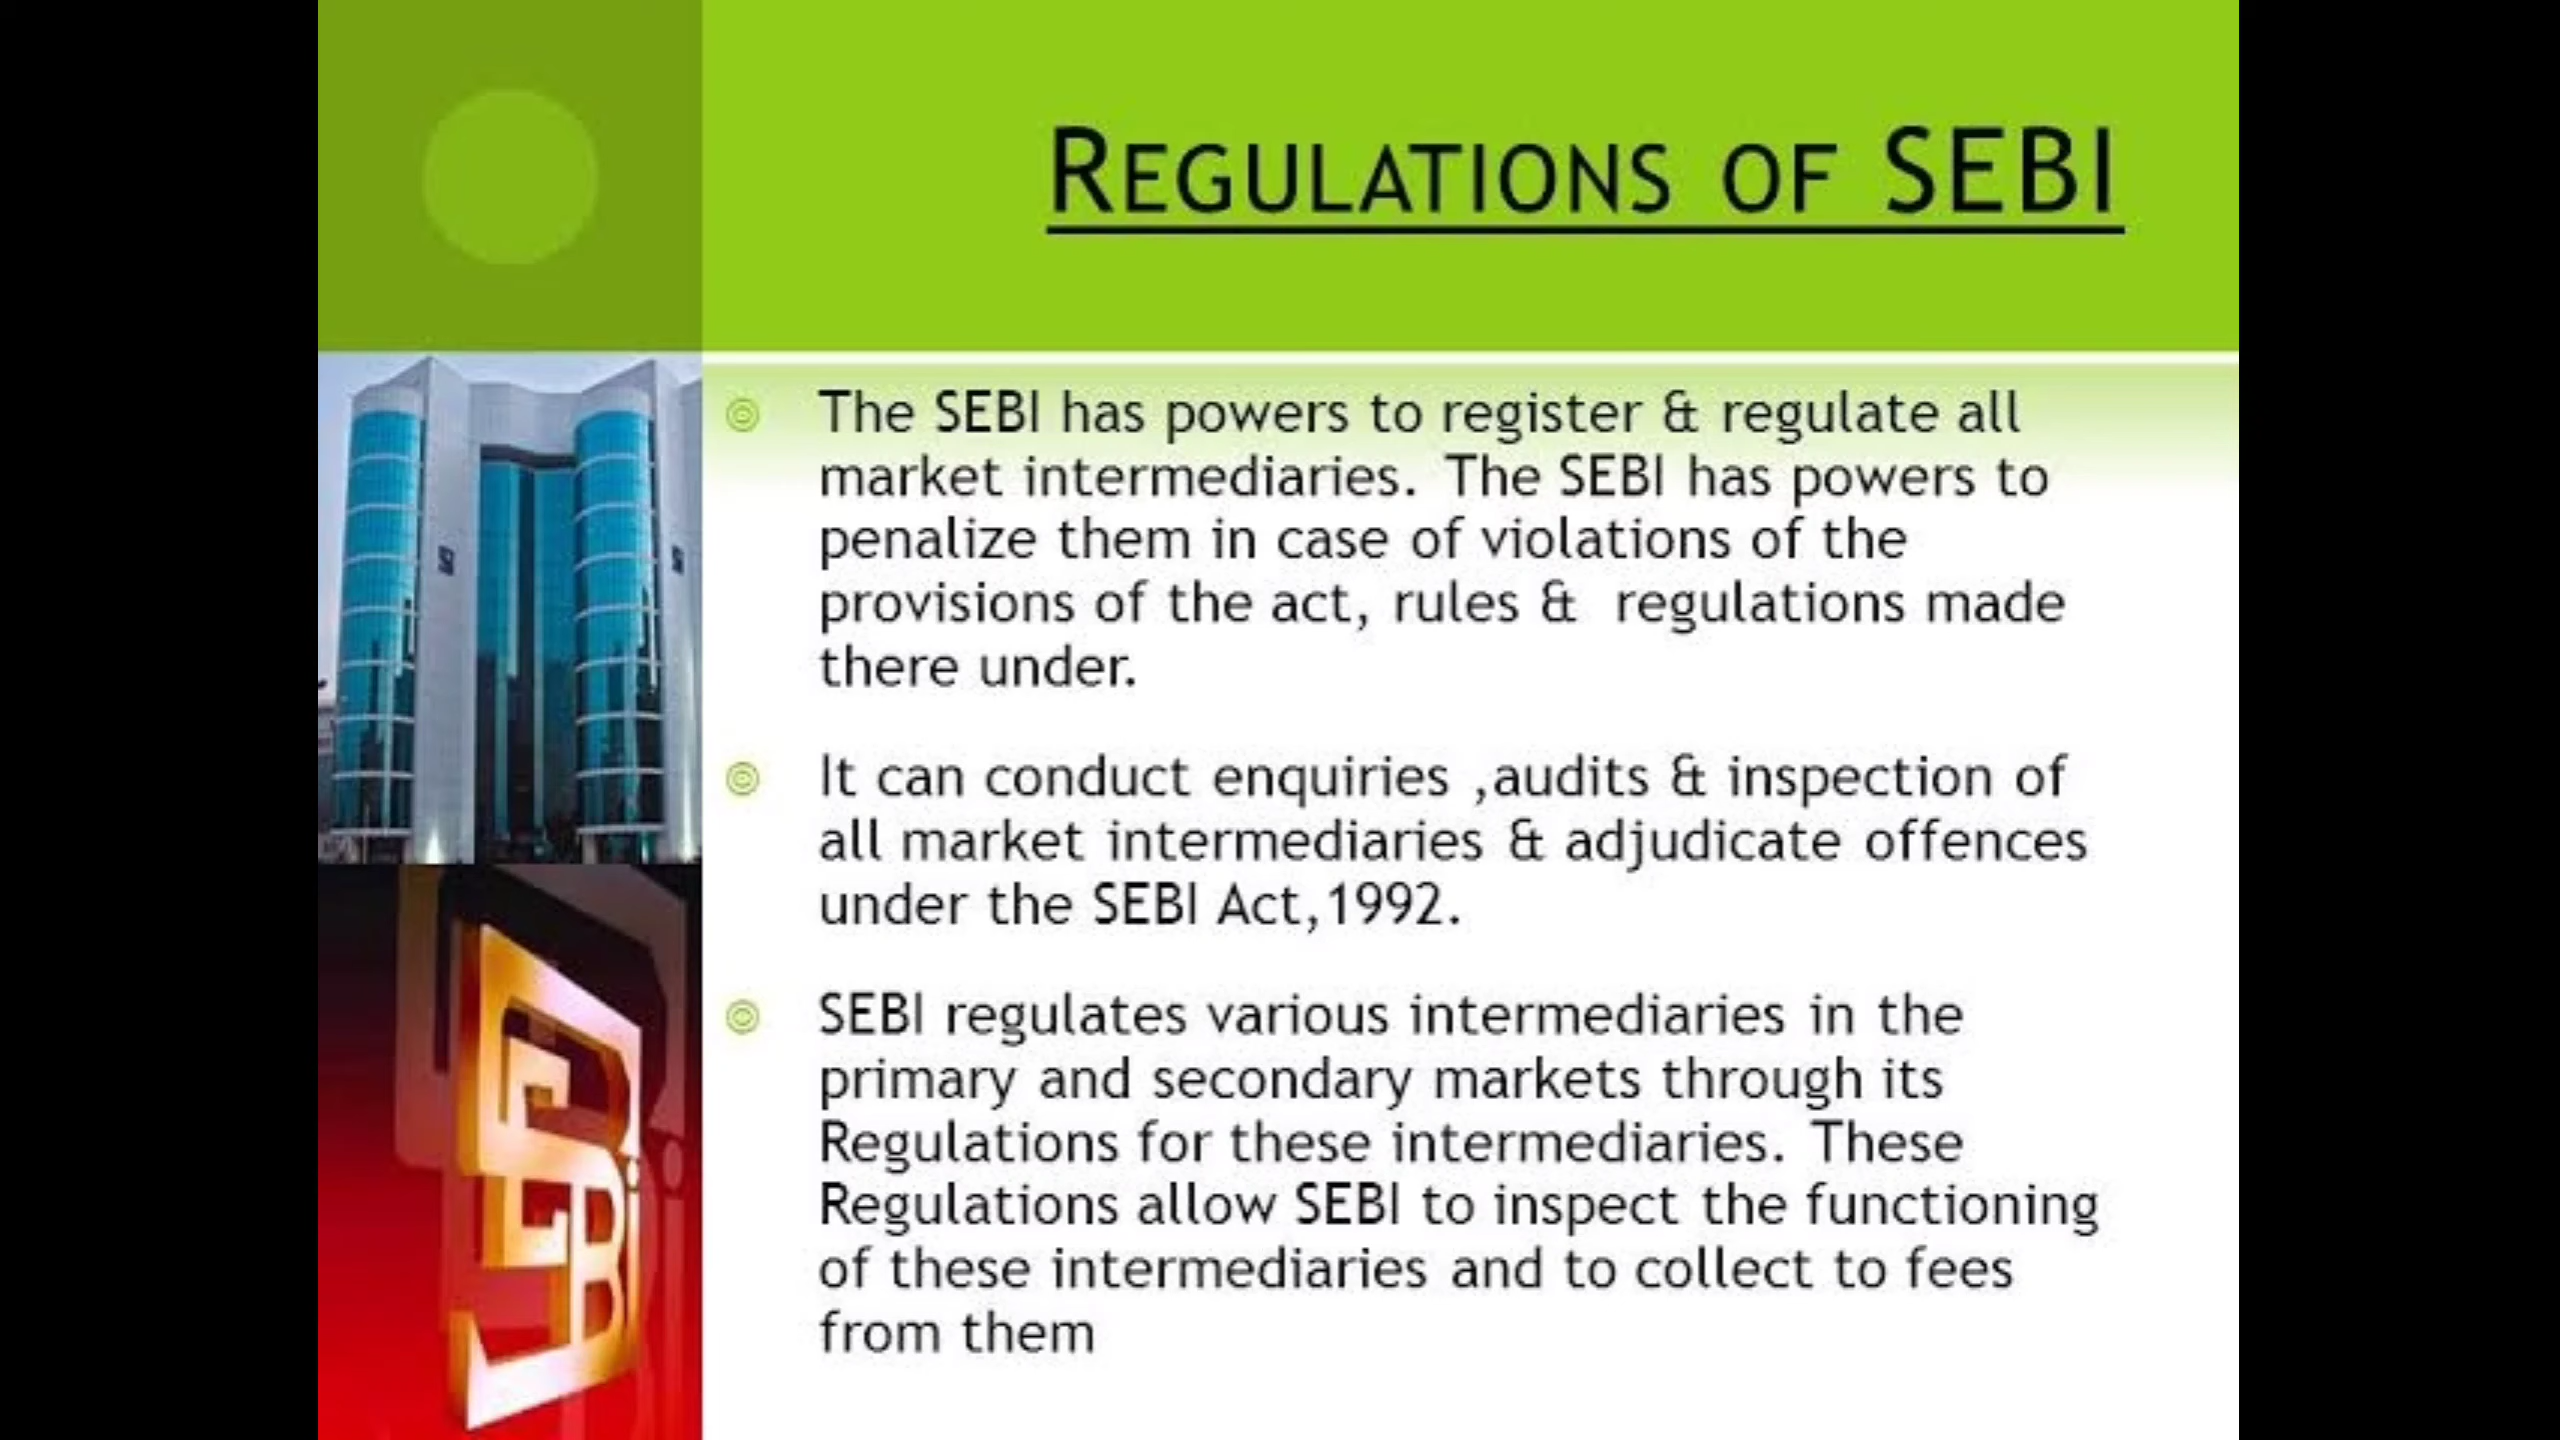 REGULATIONS OF SEBI
The SEBI has powers to register & regulate all
market intermediaries. The SEBI has powers to
penalize them in case of violations of the
provisions of the act, rules & regulations made
there under.
It can conduct enquiries ,audits & inspection of
all market intermediaries & adjudicate offences
under the SEBI Act,1992.
SEBI regulates various intermediaries in the
primary and secondary markets through its
Regulations for these intermediaries. These
Regulations allow SEBI to inspect the functioning
of these intermediaries and to collect to fees
from them